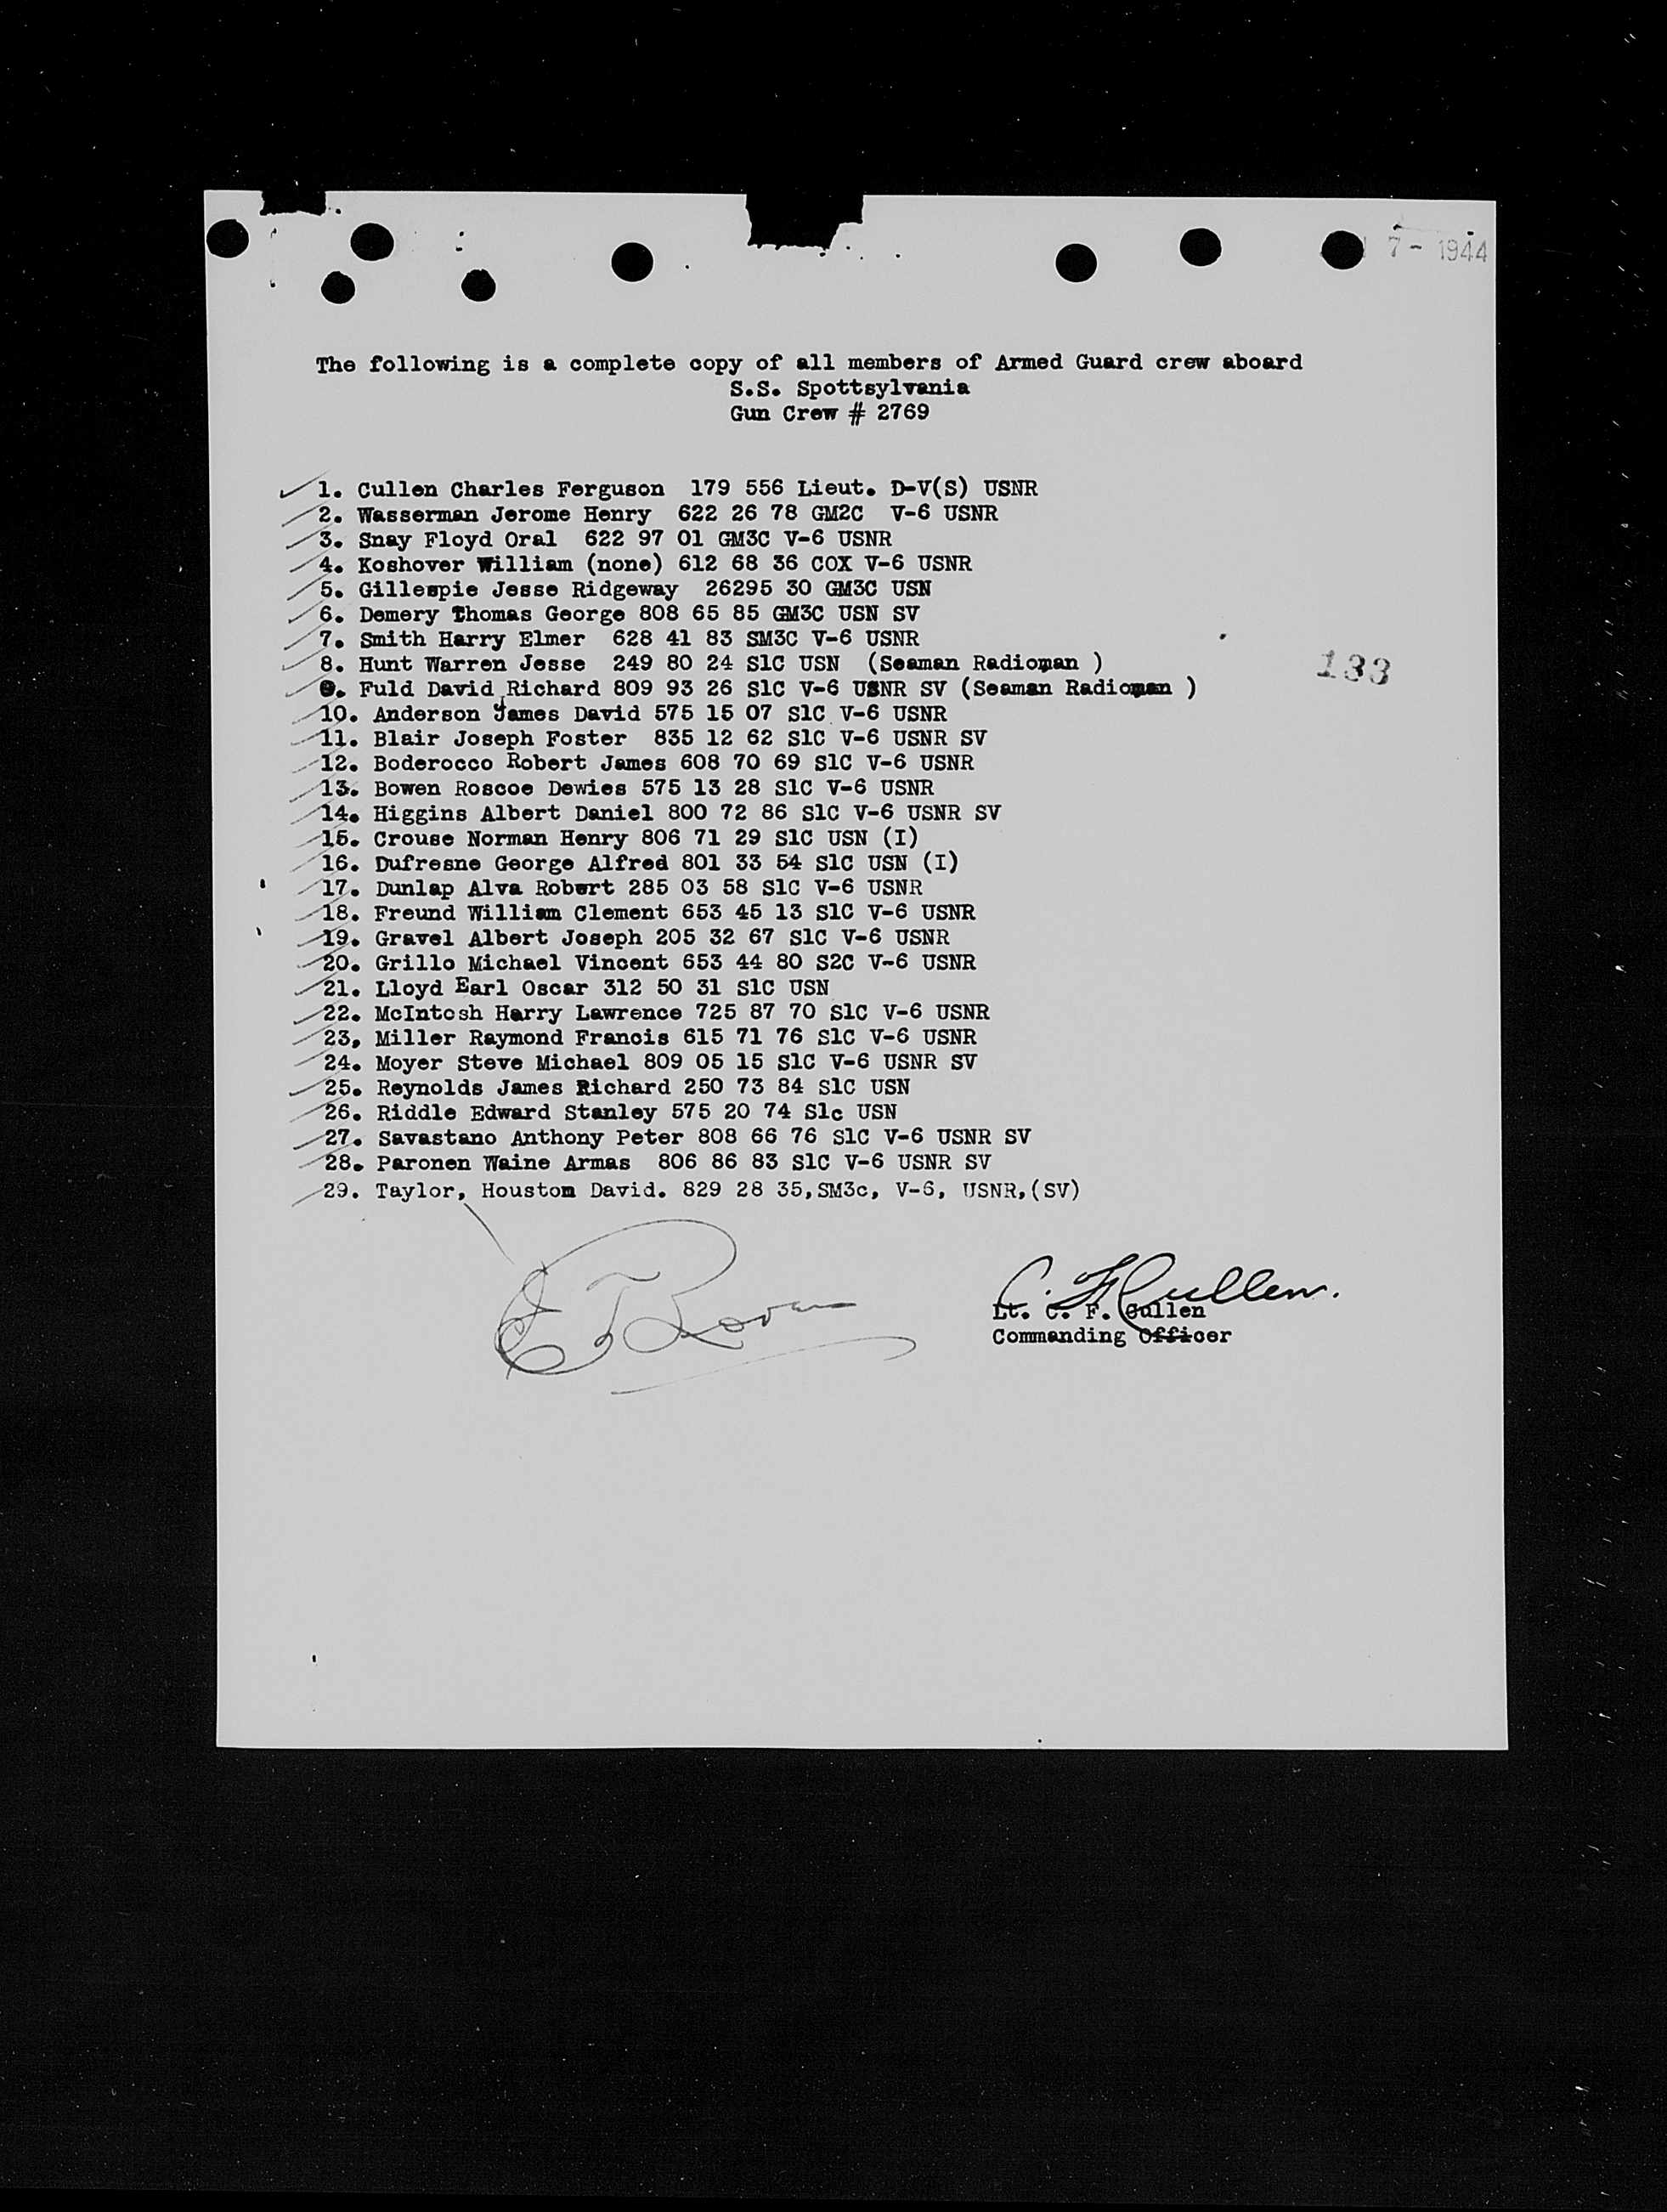 7 - 1944
The following is a complete copy of all members of Armed Guard crew aboard
S.S. Spottsylvania
Gun Crew # 2769
1. Cullen Charles Ferguson 179 556 Lieut. D-V(S) USNR
2. Wasserman Jerome Henry 622 26 78 GM2C V-6 USNR
3. Snay Floyd Oral 622 97 01 GM3C V-6 USNR
4. Koshover William (none) 612 68 36 COX V-6 USNR
5. Gillespie Jesse Ridgeway 26295 30 GM3C USN
6. Demery Thomas George 808 65 85 GM3C USN SV
7. Smith Harry Elmer 628 41 83 SM3C V-6 USNR
8. Hunt Warren Jesse 249 80 24 S1C USN (Seaman Radioman )
133
9. Fuld David Richard 809 93 26 S1C V-6 USNR SV (Seaman Radioman )
10. Anderson James David 575 15 07 S1C V-6 USNR
11. Blair Joseph Foster 835 12 62 S1C V-6 USNR SV
12. Boderocco Robert James 608 70 69 S1C V-6 USNR
13. Bowen Roscoe Dewies 575 13 28 S1C V-6 USNR
14. Higgins Albert Daniel 800 72 86 S1C V-6 USNR SV
15. Crouse Norman Henry 806 71 29 S1C USN (I)
16. Dufresne George Alfred 801 33 54 S1C USN (I)
17. Dunlap Alva Robert 285 03 58 S1C V-6 USNR
18. Freund William Clement 653 45 13 S1C V-6 USNR
19. Gravel Albert Joseph 205 32 67 S1C V-6 USNR
20. Grillo Michael Vincent 653 44 80 S2C V-6 USNR
21. Lloyd Earl Oscar 312 50 31 S1C USN
22. McIntosh Harry Lawrence 725 87 70 S1C V-6 USNR
23, Miller Raymond Francis 615 71 76 S1C V-6 USNR
24. Moyer Steve Michael 809 05 15 S1C V-6 USNR SV
25. Reynolds James Richard 250 73 84 S1C USN
26. Riddle Edward Stanley 575 20 74 S1c USN
27. Savastano Anthony Peter 808 66 76 S1C V-6 USNR SV
28. Paronen Waine Armas 806 86 83 S1C V-6 USNR SV
29. Taylor, Houston David. 829 28 35,SM3c, V-6, USNR,(SV)
C. F. Cullen.
Lt. C. F. Cullen
Commanding Officer